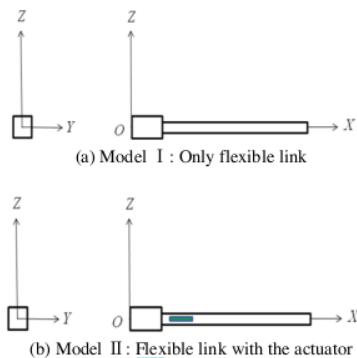 Z Z
Y O X
(a) Model Ⅰ : Only flexible link
Z Z
Y O X
(b) Model Ⅱ : Flexible link with the actuator